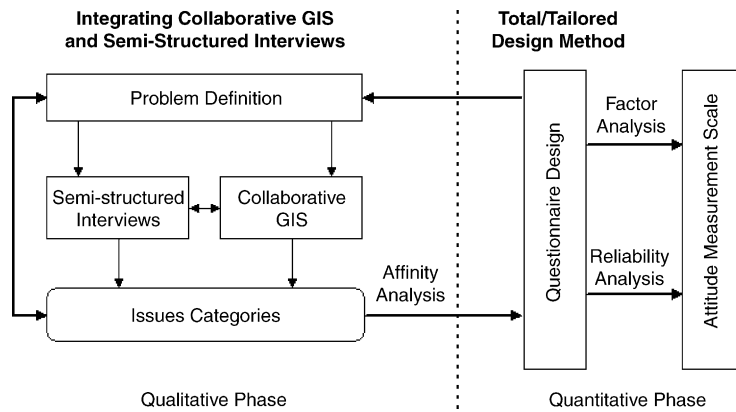 Integrating Collaborative GIS
and Semi-Structured Interviews
Total/Tailored
Design Method
Problem Definition
Semi-structured
Interviews
Collaborative
GIS
Issues Categories
Affinity
Analysis
Questionnaire Design
Factor
Analysis
Reliability
Analysis
Attitude Measurement Scale
Qualitative Phase
Quantitative Phase